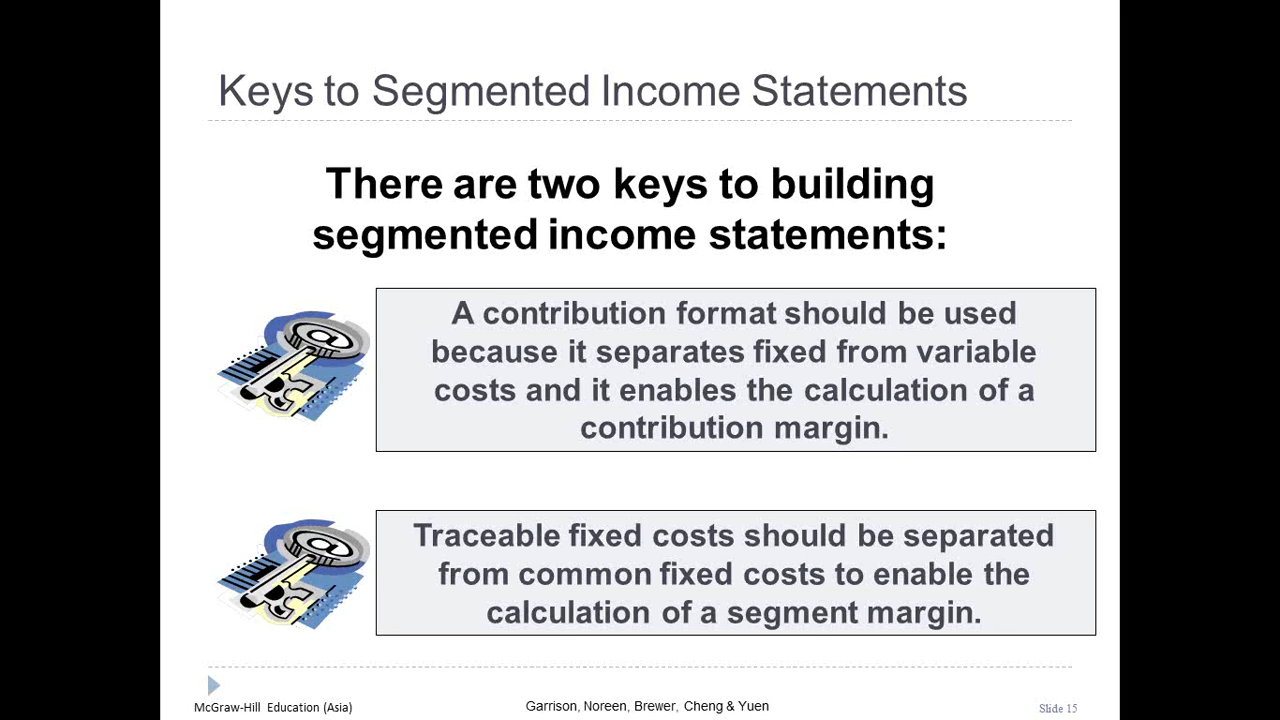 Keys to Segmented Income Statements
There are two keys to building
segmented income statements:
A contribution format should be used
because it separates fixed from variable
costs and it enables the calculation of a
contribution margin.
Traceable fixed costs should be separated
from common fixed costs to enable the
calculation of a segment margin.
McGraw-Hill Education (Asia)
Garrison, Noreen, Brewer, Cheng & Yuen
Slide 15